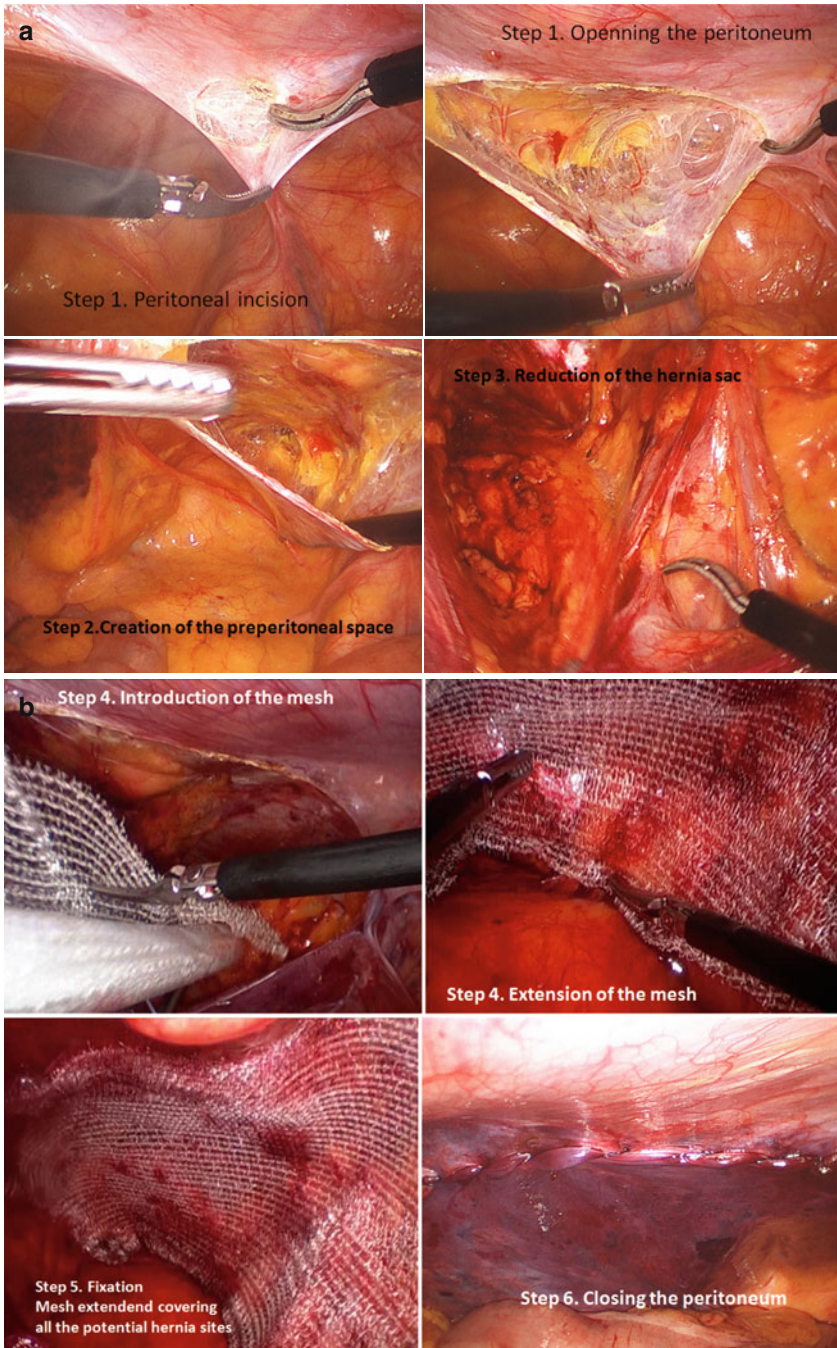 a
Step 1. Peritoneal incision
Step 1. Openning the peritoneum
Step 2.Creation of the preperitoneal space
Step 3. Reduction of the hernia sac
b
Step 4. Introduction of the mesh
Step 4. Extension of the mesh
Step 5. Fixation
Mesh extendend covering
all the potential hernia sites
Step 6. Closing the peritoneum